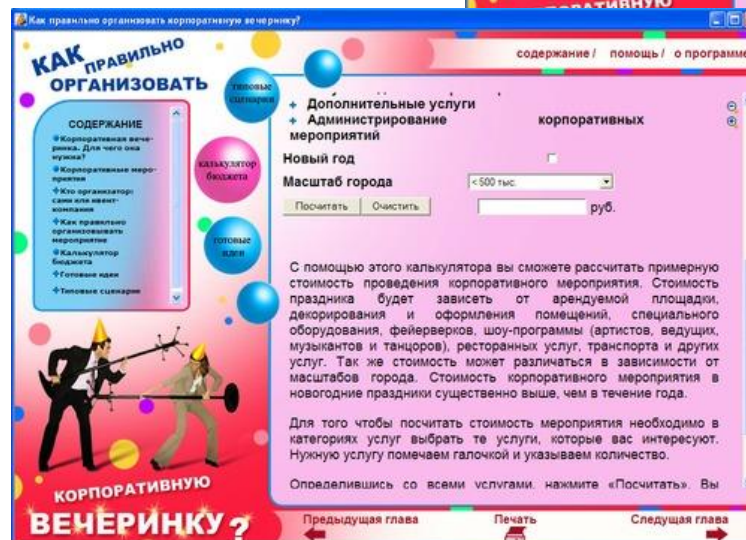 Как правильно организовать корпоративную вечеринку?
КАК ПРАВИЛЬНО
ОРГАНИЗОВАТЬ
содержание / помощь / о программе
типовые
сценарии
калькулятор
бюджета
готовые
идеи
СОДЕРЖАНИЕ
Корпоративная вече-
ринка. Для чего она
нужна?
Корпоративные меро-
приятия
Кто организатор:
сами или ивент-
компания
Как правильно
организовывать
мероприятие
Калькулятор
бюджета
Готовые идеи
Типовые сценарии
+ Дополнительные услуги
+ Администрирование корпоративных
мероприятий
Новый год
Масштаб города < 500 тыс.
Посчитать Очистить руб.
С помощью этого калькулятора вы сможете рассчитать примерную
стоимость проведения корпоративного мероприятия. Стоимость
праздника будет зависеть от арендуемой площадки,
декорирования и оформления помещений, специального
оборудования, фейерверков, шоу-программы (артистов, ведущих,
музыкантов и танцоров), ресторанных услуг, транспорта и других
услуг. Так же стоимость может различаться в зависимости от
масштабов города. Стоимость корпоративного мероприятия в
новогодние праздники существенно выше, чем в течение года.
Для того чтобы посчитать стоимость мероприятия необходимо в
категориях услуг выбрать те услуги, которые вас интересуют.
Нужную услугу помечаем галочкой и указываем количество.
Определившись со всеми услугами, нажмите «Посчитать». Вы
КОРПОРАТИВНУЮ
ВЕЧЕРИНКУ?
Предыдущая глава Печать Следущая глава